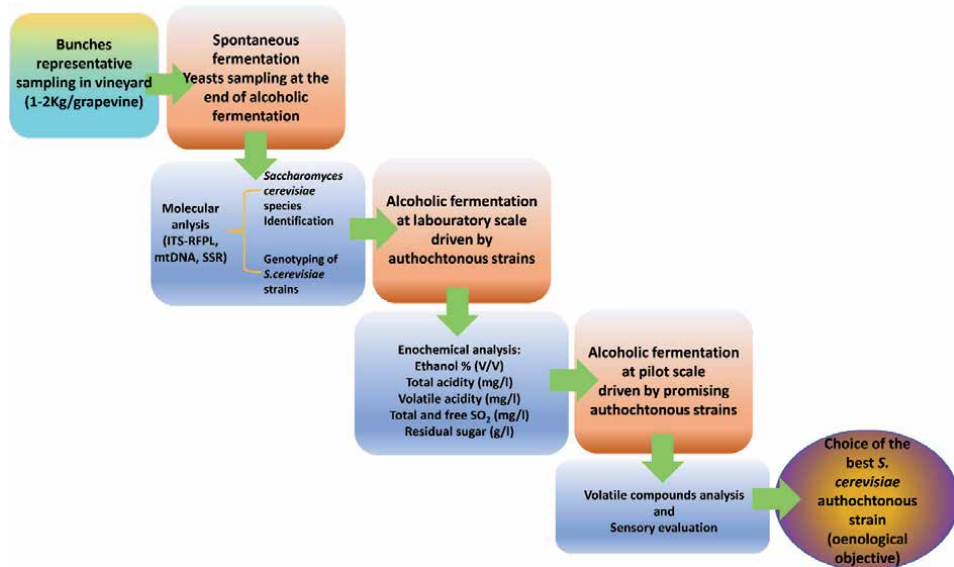 Bunches
representative
sampling in vineyard
(1-2Kg/grapevine)
Spontaneous
fermentation
Yeasts sampling at the
end of alcoholic
fermentation
Molecular
anlysis
(ITS-RFPL,
mtDNA, SSR)
Saccharomyces
cerevisiae
species
Identification
Genotyping of
S.cerevisiae
strains
Alcoholic fermentation
at labouratory scale
driven by
authochtonous strains
Enochemical analysis:
Ethanol % (V/V)
Total acidity (mg/l)
Volatile acidity (mg/l)
Total and free SO₂ (mg/l)
Residual sugar (g/l)
Alcoholic fermentation
at pilot scale
driven by promising
authochtonous strains
Volatile compounds analysis
and
Sensory evaluation
Choice of the
best S.
cerevisiae
authochtonous
strain
(oenological
objective)